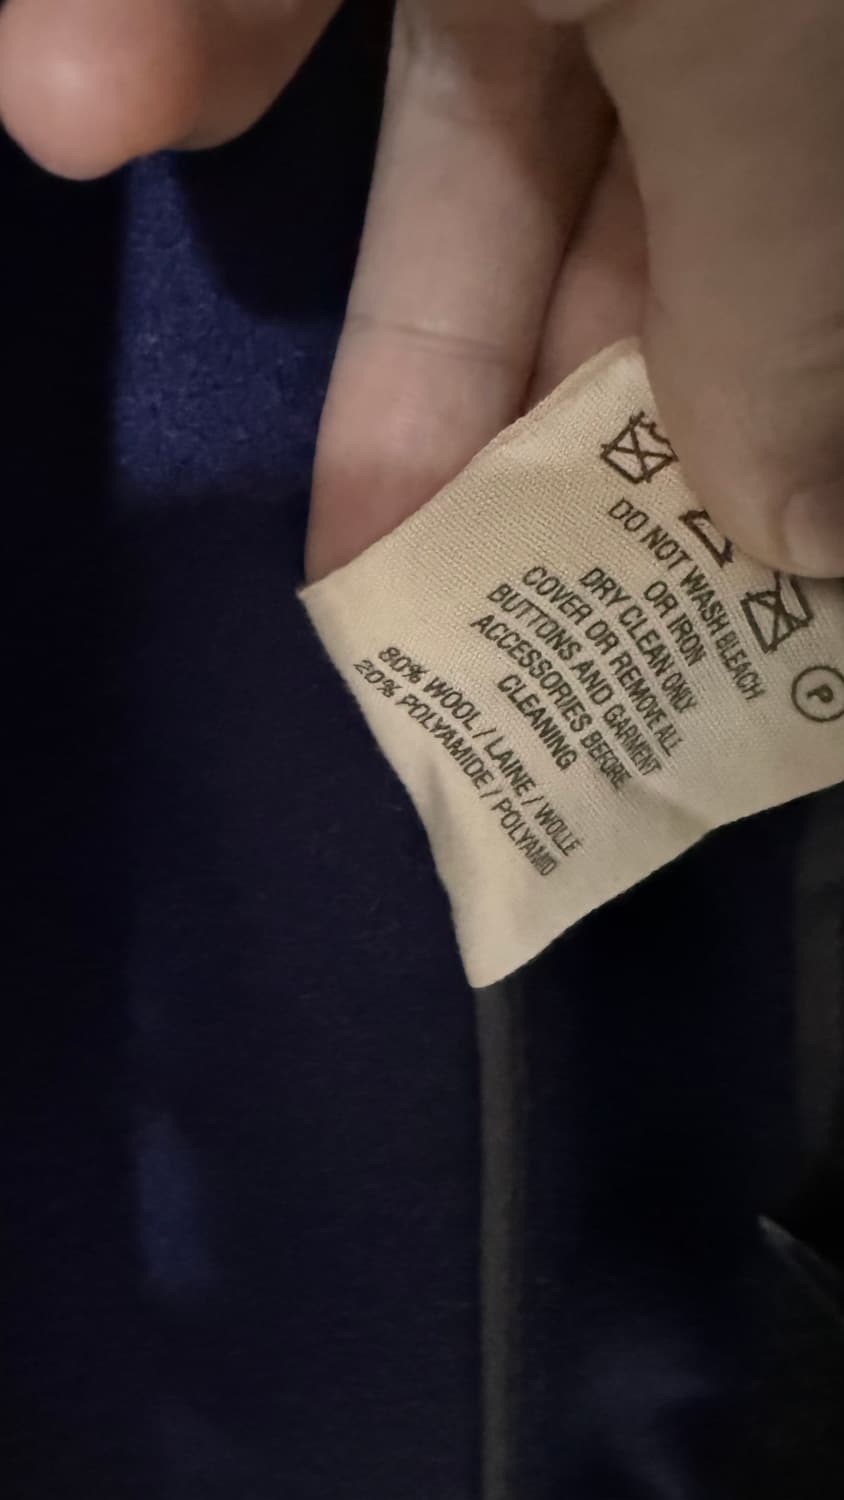 DO NOT WASH BLEACH
OR IRON
DRY CLEAN ONLY
COVER OR REMOVE ALL
BUTTONS AND GARMENT
ACCESSORIES BEFORE
CLEANING
80% WOOL / LAINE / WOLLE
20% POLYAMIDE / POLYAMID
P